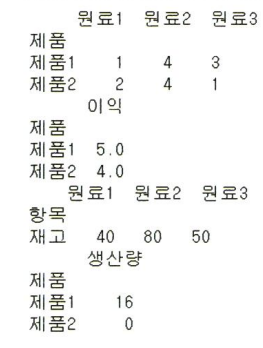 원료1 원료2 원료3
제품
제품1 1 4 3
제품2 2 4 1
이익
제품
제품1 5.0
제품2 4.0
원료1 원료2 원료3
항목
재고 40 80 50
생산량
제품
제품1 16
제품2 0